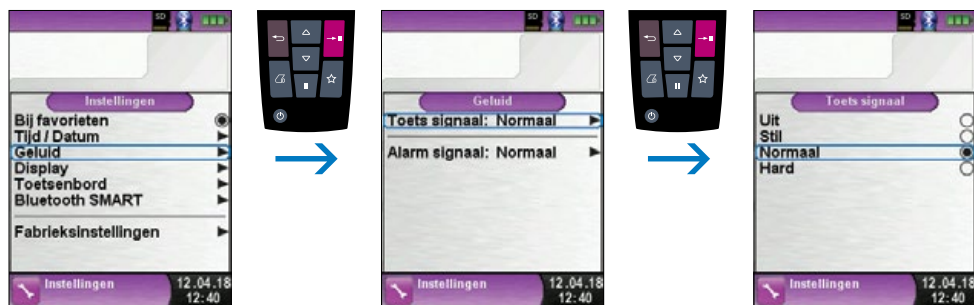 SD
Instellingen
Bij favorieten
Tijd / Datum
Geluid
Display
Toetsenbord
Bluetooth SMART
Fabrieksinstellingen
Instellingen
12.04.18
12:40
SD
Geluid
Toets signaal: Normaal
Alarm signaal: Normaal
Instellingen
12.04.18
12:40
SD
Toets signaal
Uit
Stil
Normaal
Hard
Instellingen
12.04.18
12:40